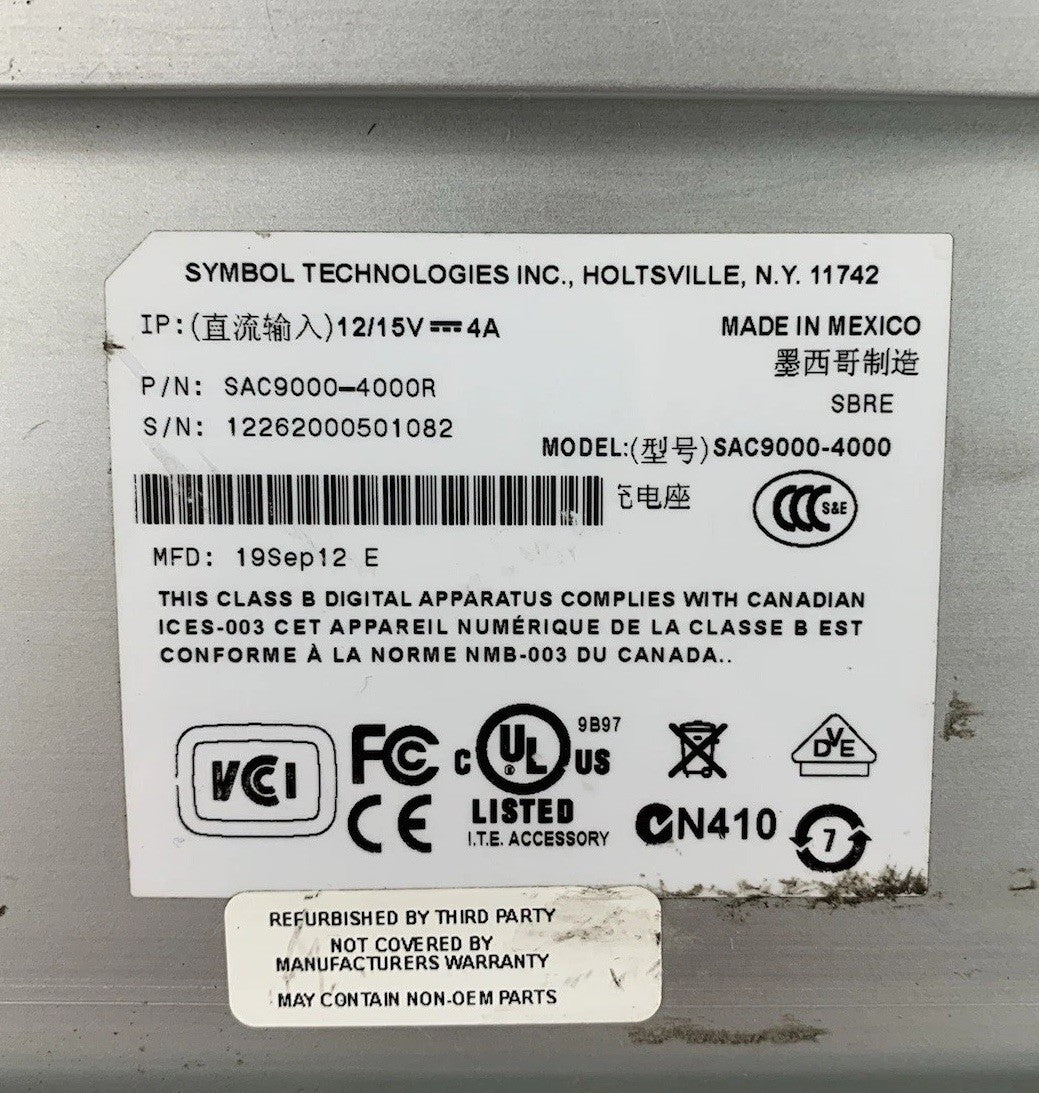 SYMBOL TECHNOLOGIES INC., HOLTSVILLE, N.Y. 11742
IP:(直流输入)12/15V⎓4A
MADE IN MEXICO
墨西哥制造
P/N: SAC9000-4000R
SBRE
S/N: 12262000501082
MODEL:(型号)SAC9000-4000
充电座
CCC S&E
MFD: 19Sep12 E
THIS CLASS B DIGITAL APPARATUS COMPLIES WITH CANADIAN
ICES-003 CET APPAREIL NUMÉRIQUE DE LA CLASSE B EST
CONFORME À LA NORME NMB-003 DU CANADA..
VCI
FC
CE
C UL US
® 9B97
LISTED
I.T.E. ACCESSORY
N410
DVE
7
REFURBISHED BY THIRD PARTY
NOT COVERED BY
MANUFACTURERS WARRANTY
MAY CONTAIN NON-OEM PARTS